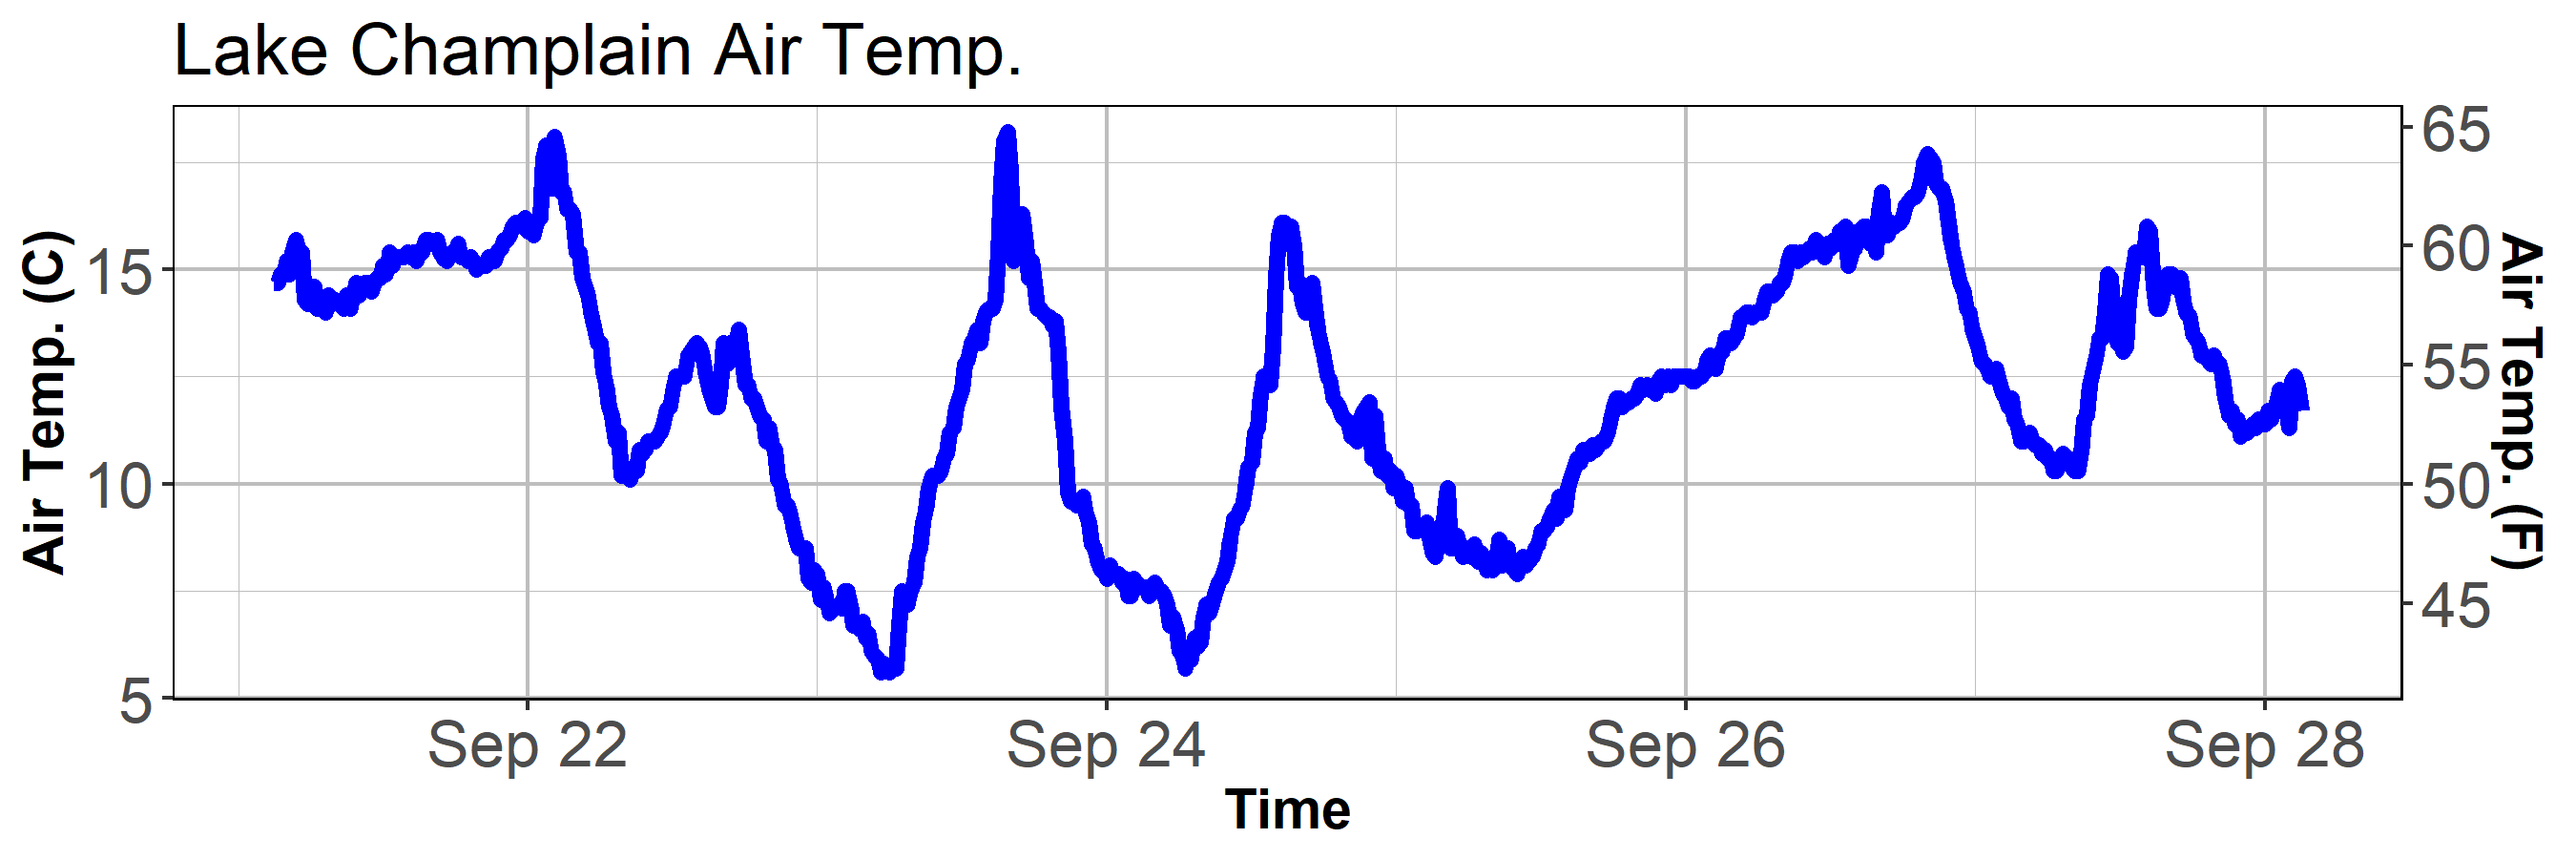 Lake Champlain Air Temp.
Air Temp. (C)
15
10
5
65
60
55
50
45
Air Temp. (F)
Sep 22
Sep 24
Sep 26
Sep 28
Time